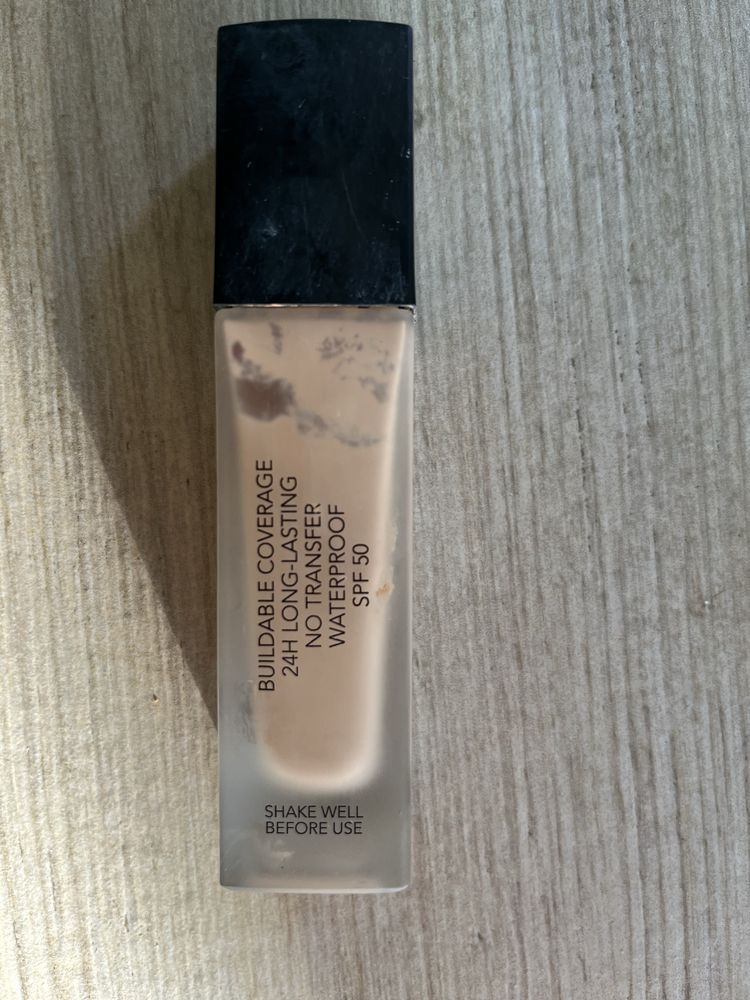 BUILDABLE COVERAGE
24H LONG-LASTING
NO TRANSFER
WATERPROOF
SPF 50
SHAKE WELL
BEFORE USE